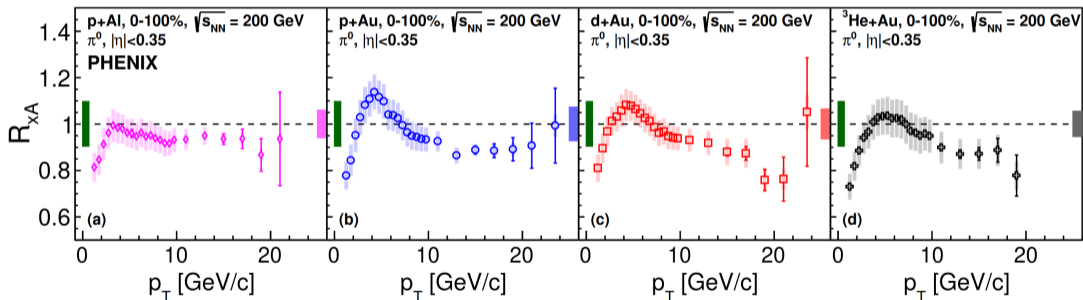 p+Al, 0-100%, √s_NN = 200 GeV
π⁰, |η|<0.35
PHENIX
(a)
p+Au, 0-100%, √s_NN = 200 GeV
π⁰, |η|<0.35
(b)
d+Au, 0-100%, √s_NN = 200 GeV
π⁰, |η|<0.35
(c)
³He+Au, 0-100%, √s_NN = 200 GeV
π⁰, |η|<0.35
(d)
R_xA
1.4
1.2
1
0.8
0.6
0 10 20 0 10 20 0 10 20 0 10 20
p_T [GeV/c] p_T [GeV/c] p_T [GeV/c] p_T [GeV/c]